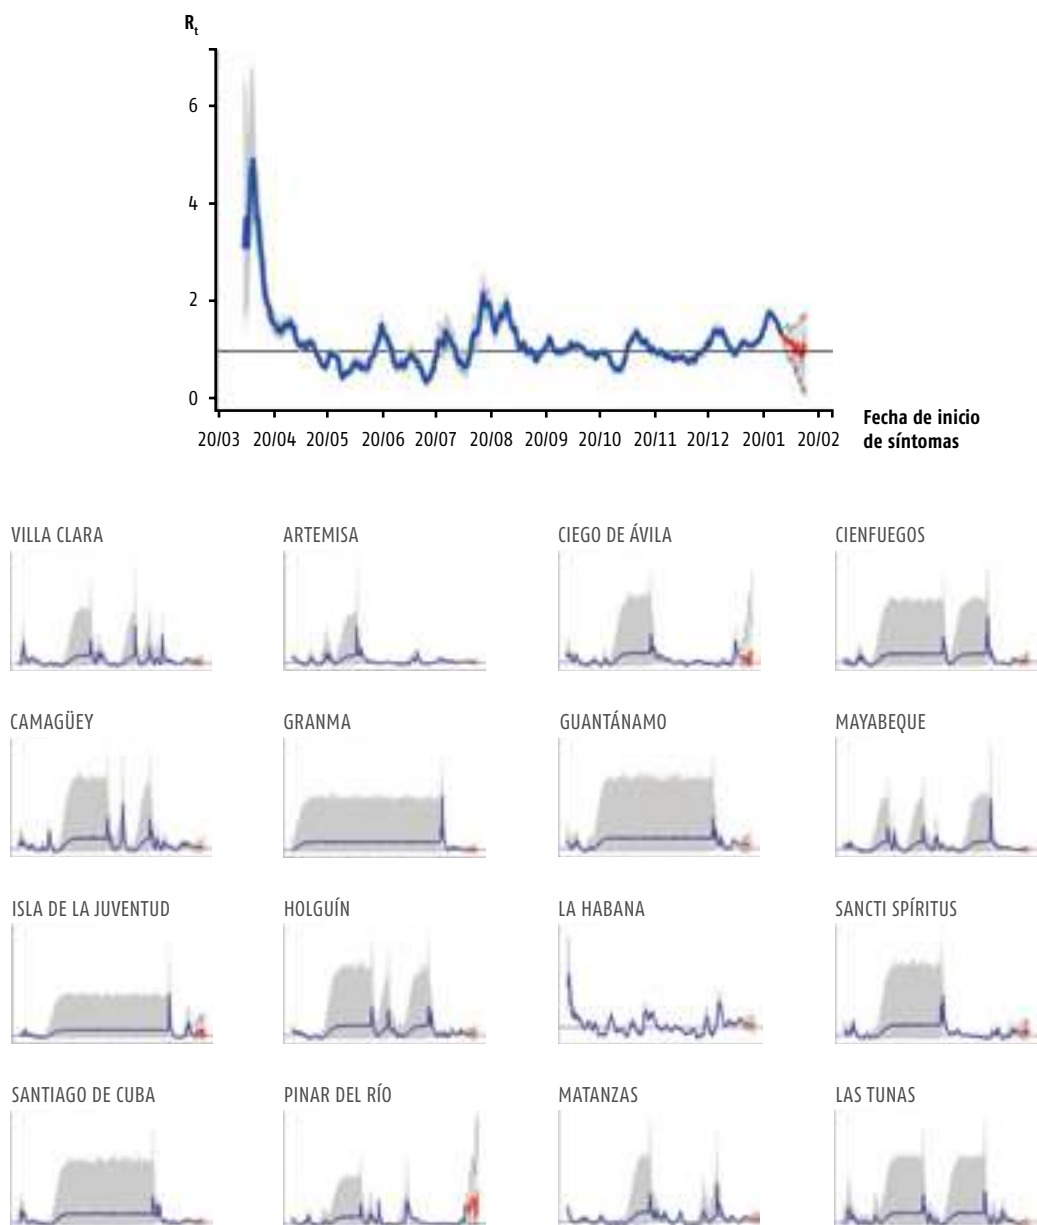 Rt
6
4
2
0
20/03 20/04 20/05 20/06 20/07 20/08 20/09 20/10 20/11 20/12 20/01 20/02
Fecha de inicio
de síntomas
VILLA CLARA ARTEMISA CIEGO DE ÁVILA CIENFUEGOS
CAMAGÜEY GRANMA GUANTÁNAMO MAYABEQUE
ISLA DE LA JUVENTUD HOLGUÍN LA HABANA SANCTI SPÍRITUS
SANTIAGO DE CUBA PINAR DEL RÍO MATANZAS LAS TUNAS